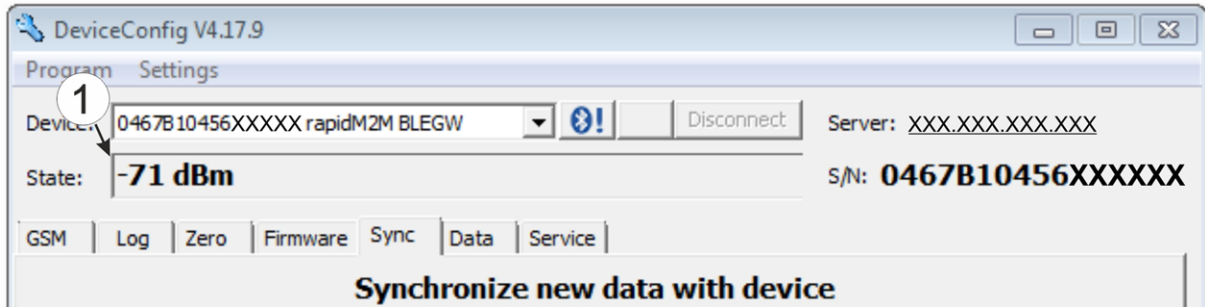 DeviceConfig V4.17.9
Program Settings
1
Device: 0467B10456XXXXX rapidM2M BLEGW ! Disconnect Server: XXX.XXX.XXX.XXX
State: -71 dBm S/N: 0467B10456XXXXXX
GSM Log Zero Firmware Sync Data Service
Synchronize new data with device